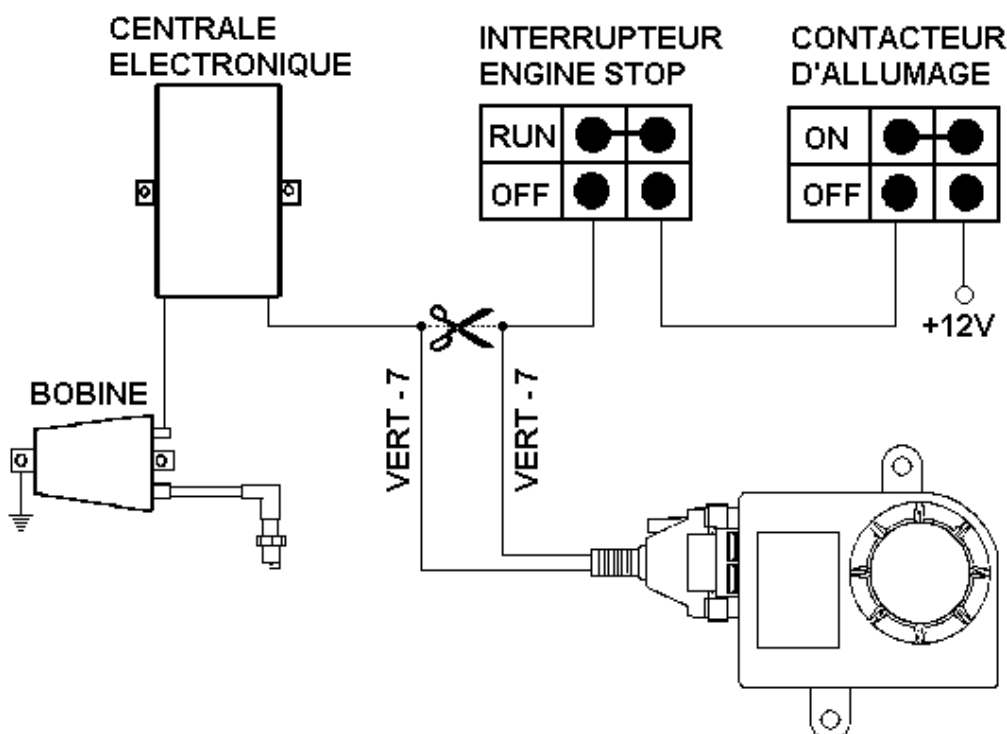 CENTRALE
ELECTRONIQUE
INTERRUPTEUR
ENGINE STOP
CONTACTEUR
D'ALLUMAGE
RUN
OFF
ON
OFF
+12V
BOBINE
VERT - 7
VERT - 7